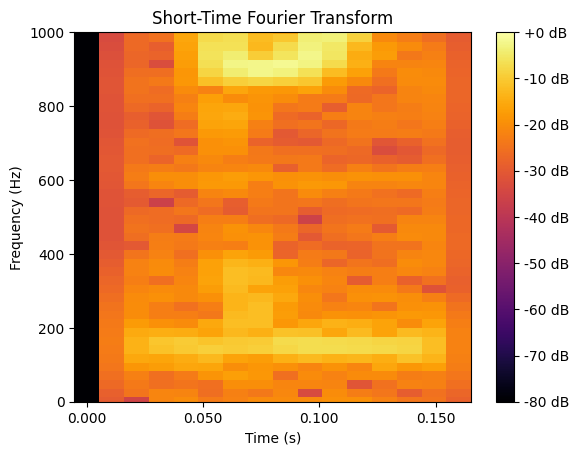 Short-Time Fourier Transform
Frequency (Hz)
1000
800
600
400
200
0
0.000
0.050
0.100
0.150
Time (s)
+0 dB
-10 dB
-20 dB
-30 dB
-40 dB
-50 dB
-60 dB
-70 dB
-80 dB